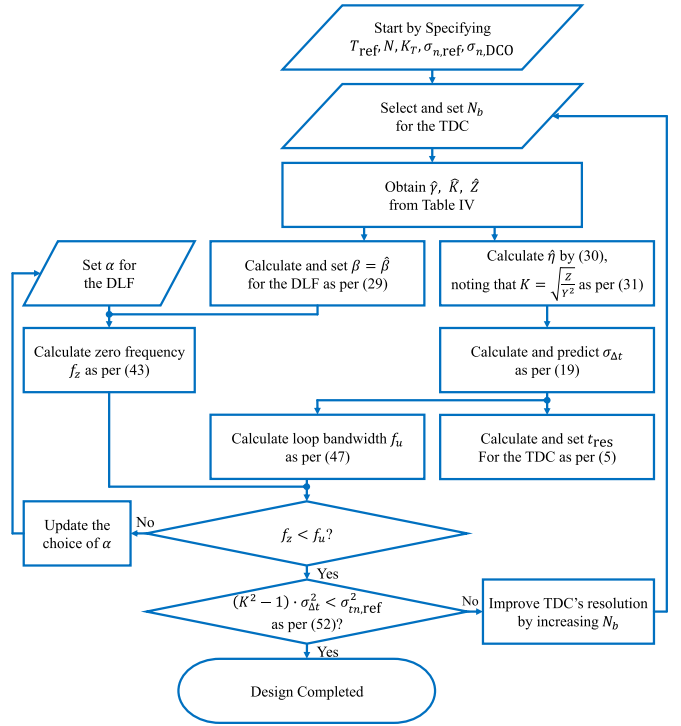 Start by Specifying
T_ref, N, K_T, σ_n,ref, σ_n,DCO
Select and set N_b
for the TDC
Obtain γ̂, K̂, Ẑ
from Table IV
Set α for
the DLF
Calculate and set β = β̂
for the DLF as per (29)
Calculate η̂ by (30),
noting that K = √(Z/Y²) as per (31)
Calculate zero frequency
f_z as per (43)
Calculate and predict σ_Δt
as per (19)
Calculate loop bandwidth f_u
as per (47)
Calculate and set t_res
For the TDC as per (5)
Update the
choice of α
No
f_z < f_u?
Yes
(K² − 1) · σ²_Δt < σ²_tn,ref
as per (52)?
No
Improve TDC's resolution
by increasing N_b
Yes
Design Completed